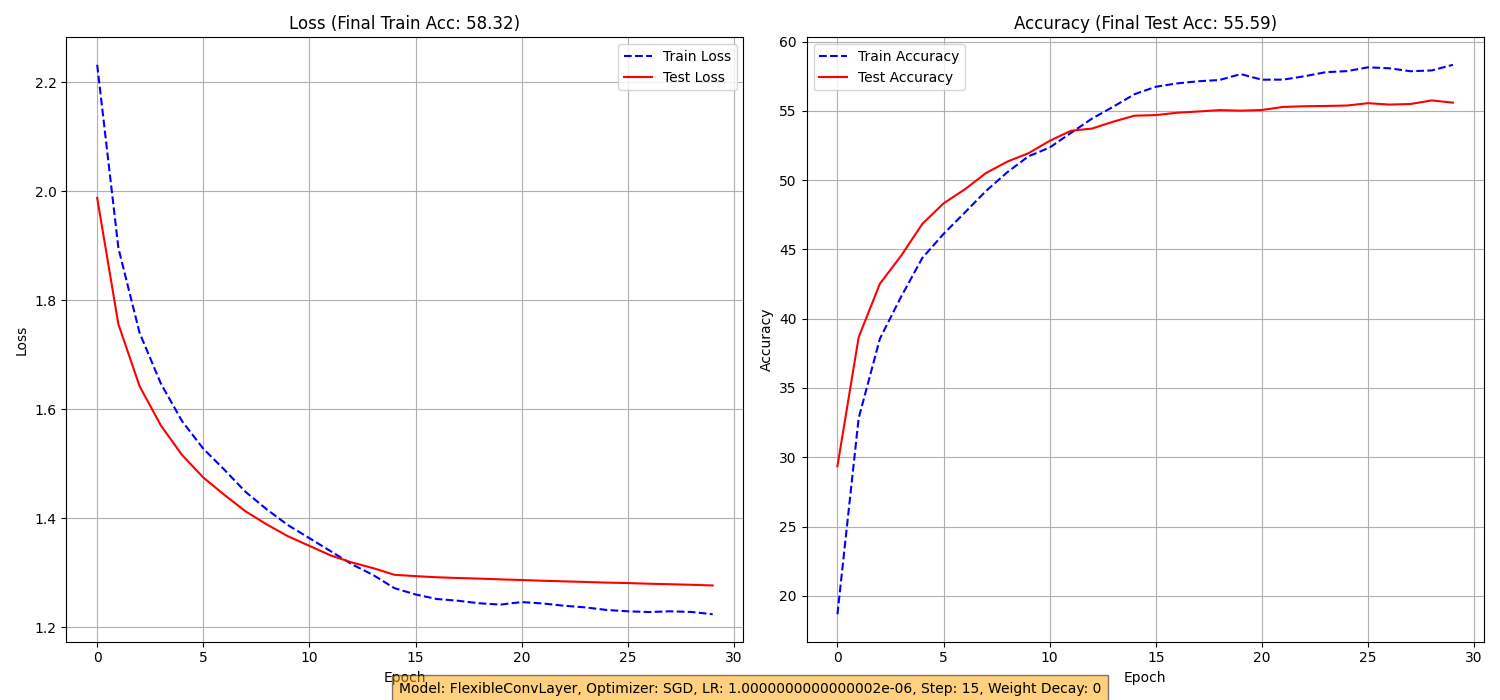 Loss (Final Train Acc: 58.32)
Train Loss
Test Loss
2.2
2.0
1.8
1.6
1.4
1.2
Loss
0 5 10 15 20 25 30
Epoch
Accuracy (Final Test Acc: 55.59)
Train Accuracy
Test Accuracy
60
55
50
45
40
35
30
25
20
Accuracy
0 5 10 15 20 25 30
Epoch
Model: FlexibleConvLayer, Optimizer: SGD, LR: 1.0000000000000002e-06, Step: 15, Weight Decay: 0